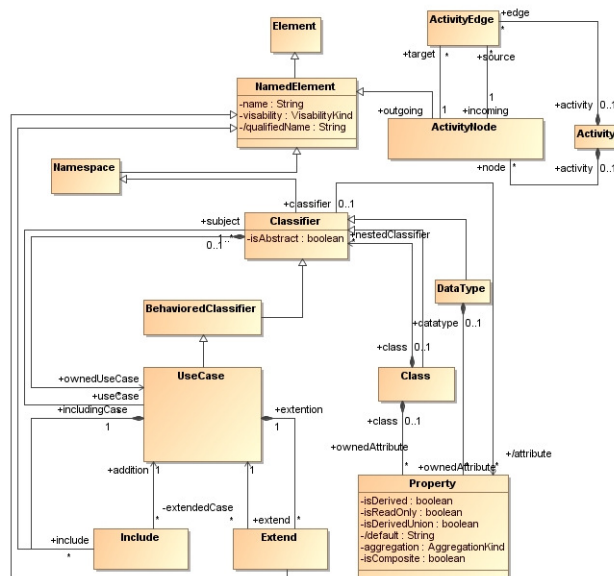 Element
ActivityEdge
+edge
*
*
*
+target
+source
NamedElement
-name : String
-visability : VisabilityKind
-/qualifiedName : String
1
1
+outgoing
+incoming
ActivityNode
+activity
0..1
Activity
+node
*
+activity
0..1
Namespace
+classifier
0..1
+subject
Classifier
-isAbstract : boolean
+nestedClassifier
*
1..*
0..1
DataType
BehavioredClassifier
+catatype
0..1
+class
0..1
Class
+ownedUseCase
+useCase
+includingCase
1
UseCase
+extention
1
+class
0..1
+addition
1
1
+ownedAttribute
*
+ownedAttribute
*
+/attribute
*
Property
-isDerived : boolean
-isReadOnly : boolean
-isDerivedUnion : boolean
-/default : String
-aggregation : AggregationKind
-isComposite : boolean
-extendedCase
*
*
+extend
*
+include
*
Include
Extend